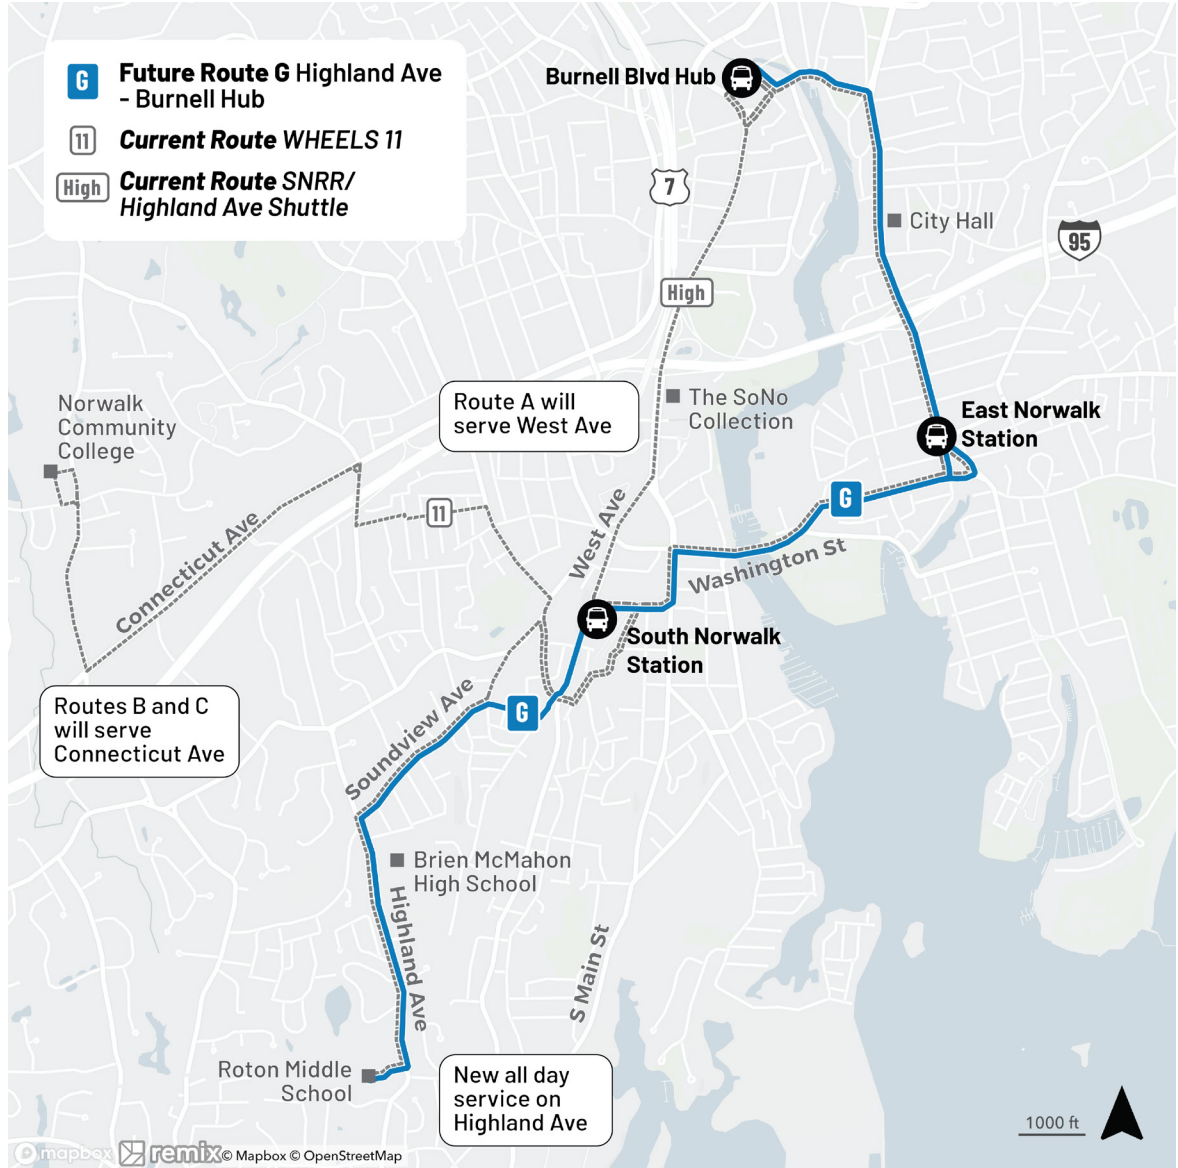 G Future Route G Highland Ave
- Burnell Hub
11 Current Route WHEELS 11
High Current Route SNRR/
Highland Ave Shuttle
Burnell Blvd Hub
7
City Hall
95
High
Route A will
serve West Ave
The SoNo
Collection
East Norwalk
Station
Norwalk
Community
College
11
G
West Ave
Connecticut Ave
Washington St
South Norwalk
Station
Routes B and C
will serve
Connecticut Ave
Soundview Ave
G
Brien McMahon
High School
Highland Ave
S Main St
Roton Middle
School
New all day
service on
Highland Ave
1000 ft
mapbox remix © Mapbox © OpenStreetMap